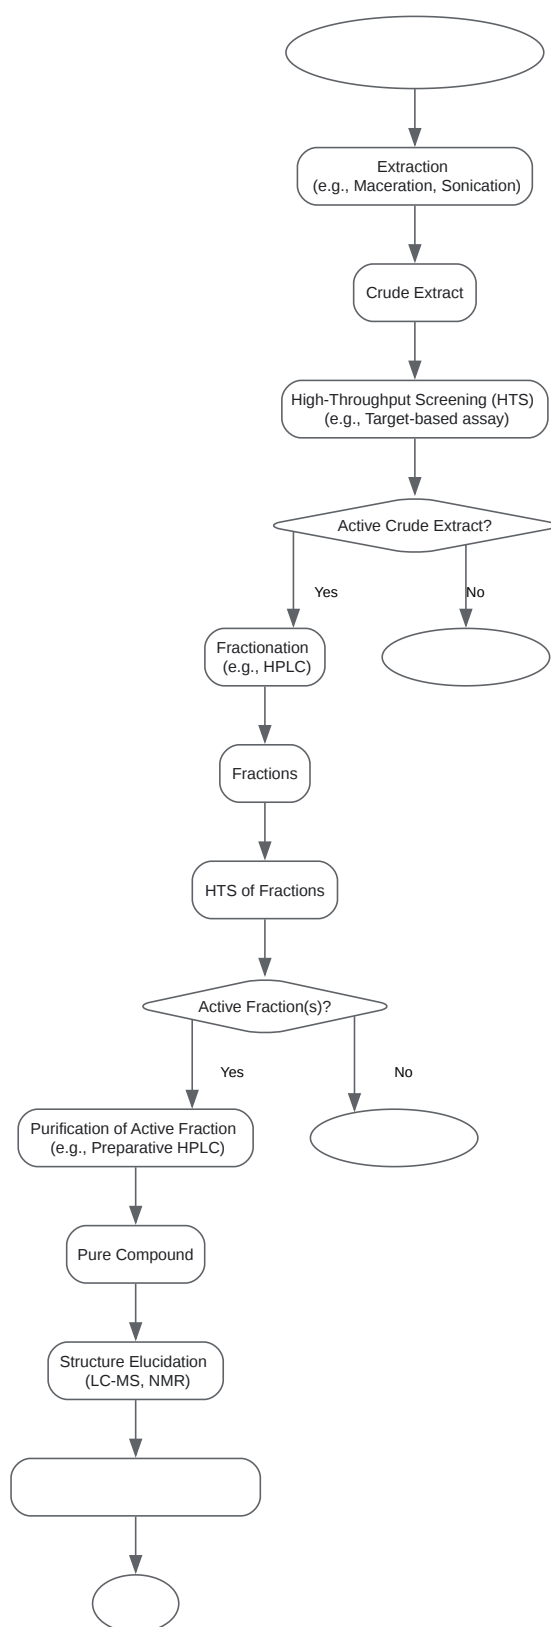 Extraction
(e.g., Maceration, Sonication)
Crude Extract
High-Throughput Screening (HTS)
(e.g., Target-based assay)
Active Crude Extract?
Yes
No
Fractionation
(e.g., HPLC)
Fractions
HTS of Fractions
Active Fraction(s)?
Yes
No
Purification of Active Fraction
(e.g., Preparative HPLC)
Pure Compound
Structure Elucidation
(LC-MS, NMR)